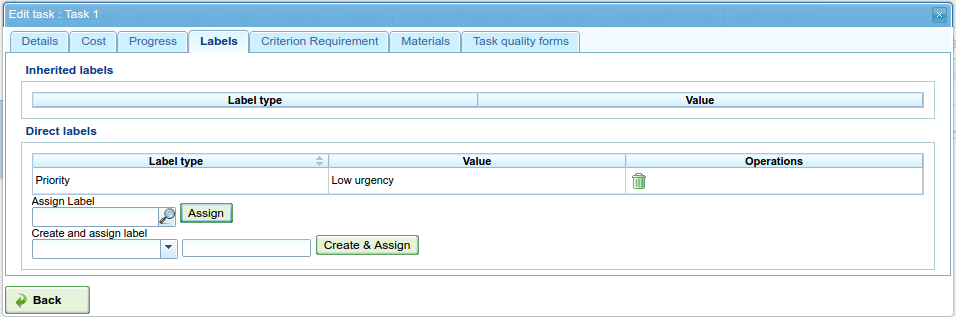 Edit task : Task 1
Details Cost Progress Labels Criterion Requirement Materials Task quality forms
Inherited labels
Label type Value
Direct labels
Label type Value Operations
Priority Low urgency
Assign Label
Assign
Create and assign label
Create & Assign
Back